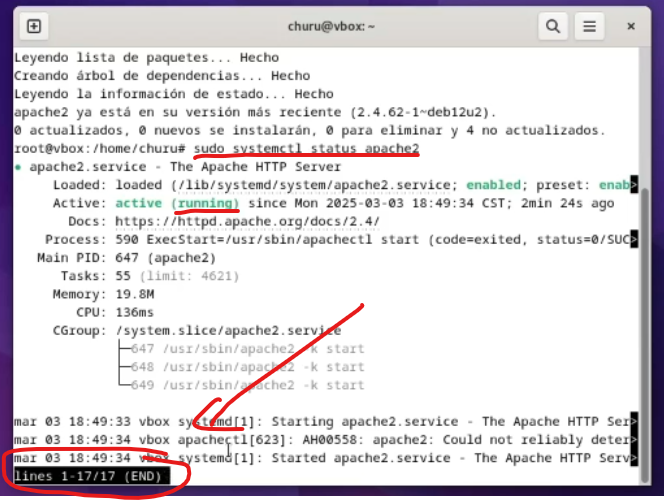 churu@vbox: ~
Leyendo lista de paquetes... Hecho
Creando árbol de dependencias... Hecho
Leyendo la información de estado... Hecho
apache2 ya está en su versión más reciente (2.4.62-1~deb12u2).
0 actualizados, 0 nuevos se instalarán, 0 para eliminar y 4 no actualizados.
root@vbox:/home/churu# sudo systemctl status apache2
● apache2.service - The Apache HTTP Server
Loaded: loaded (/lib/systemd/system/apache2.service; enabled; preset: enab>
Active: active (running) since Mon 2025-03-03 18:49:34 CST; 2min 24s ago
Docs: https://httpd.apache.org/docs/2.4/
Process: 590 ExecStart=/usr/sbin/apachectl start (code=exited, status=0/SUC>
Main PID: 647 (apache2)
Tasks: 55 (limit: 4621)
Memory: 19.8M
CPU: 136ms
CGroup: /system.slice/apache2.service
├─647 /usr/sbin/apache2 -k start
├─648 /usr/sbin/apache2 -k start
└─649 /usr/sbin/apache2 -k start
mar 03 18:49:33 vbox systemd[1]: Starting apache2.service - The Apache HTTP Ser>
mar 03 18:49:34 vbox apachectl[623]: AH00558: apache2: Could not reliably deter>
mar 03 18:49:34 vbox systemd[1]: Started apache2.service - The Apache HTTP Serv>
lines 1-17/17 (END)